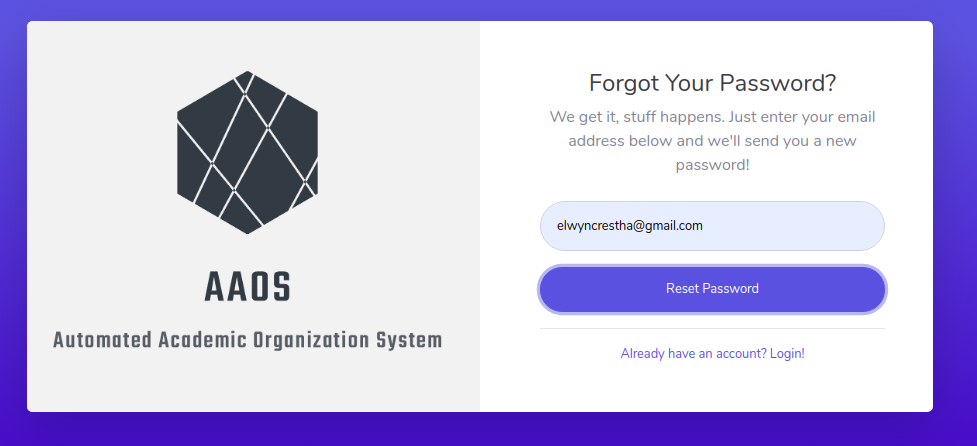 AAOS
Automated Academic Organization System
Forgot Your Password?
We get it, stuff happens. Just enter your email
address below and we'll send you a new
password!
elwyncrestha@gmail.com
Reset Password
Already have an account? Login!